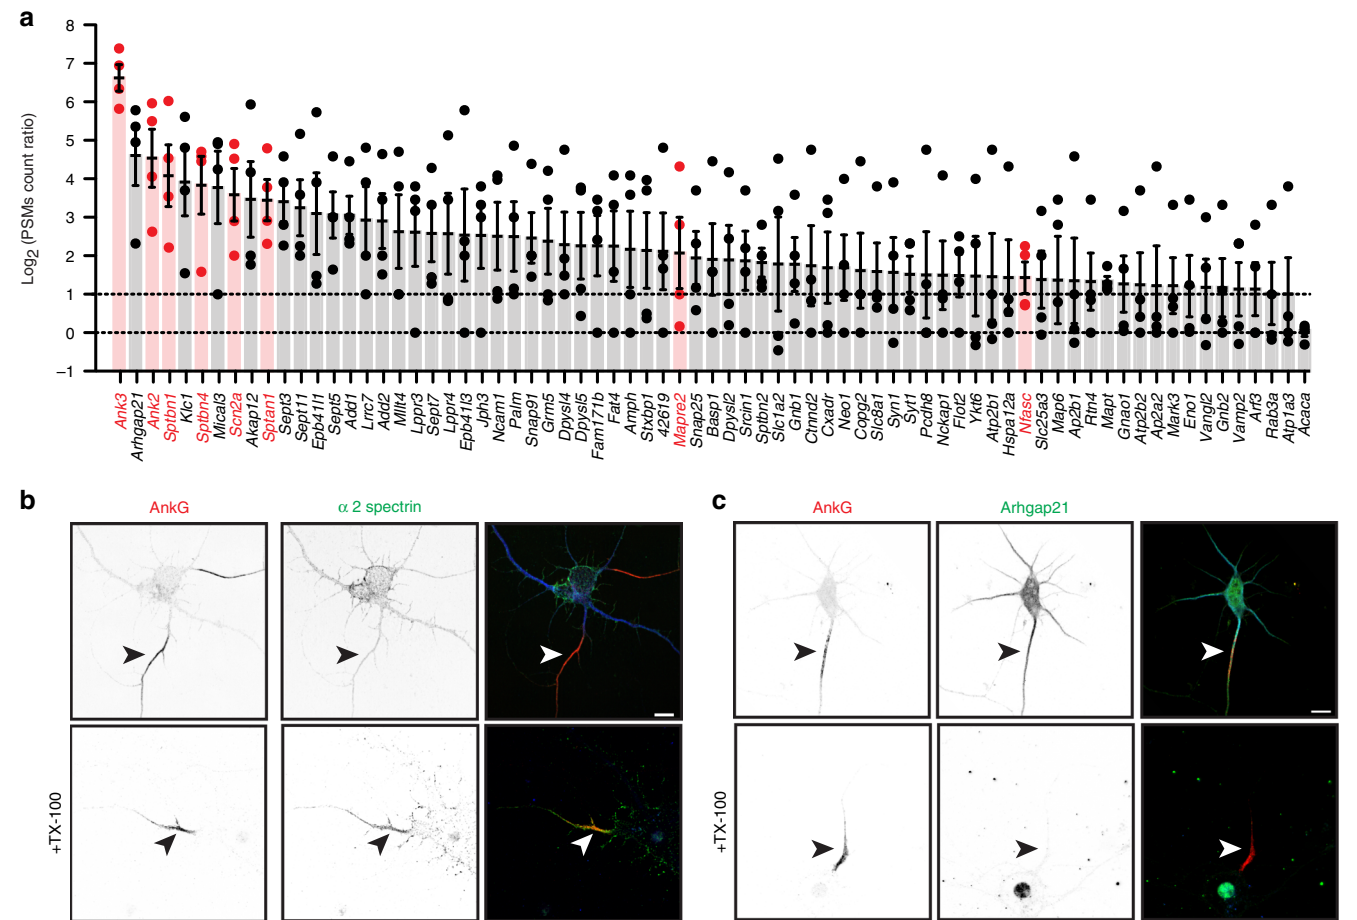 a
8
7
6
5
4
3
2
1
0
–1
Log2 (PSMs count ratio)
Ank3
Arhgap21
Ank2
Sptbn1
Klc1
Sptbn4
Mical3
Scn2a
Akap12
Sptan1
Sept3
Sept11
Epb41l1
Sept5
Add1
Lrrc7
Add2
Mllt4
Lppr3
Sept7
Lppr4
Epb41l3
Jph3
Ncam1
Palm
Snap91
Grm5
Dpysl4
Dpysl5
Fam171b
Fat4
Amph
Stxbp1
42619
Mapre2
Snap25
Basp1
Dpysl2
Srcin1
Sptbn2
Slc1a2
Gnb1
Ctnnd2
Cxadr
Neo1
Copg2
Slc8a1
Syn1
Syt1
Pcdh8
Nckap1
Flot2
Ykt6
Atp2b1
Hspa12a
Nfasc
Slc25a3
Map6
Ap2b1
Rtn4
Mapt
Gnao1
Atp2b2
Ap2a2
Mark3
Eno1
Vangl2
Gnb2
Vamp2
Arf3
Rab3a
Atp1a3
Acaca
b
AnkG
α 2 spectrin
+TX-100
c
AnkG
Arhgap21
+TX-100